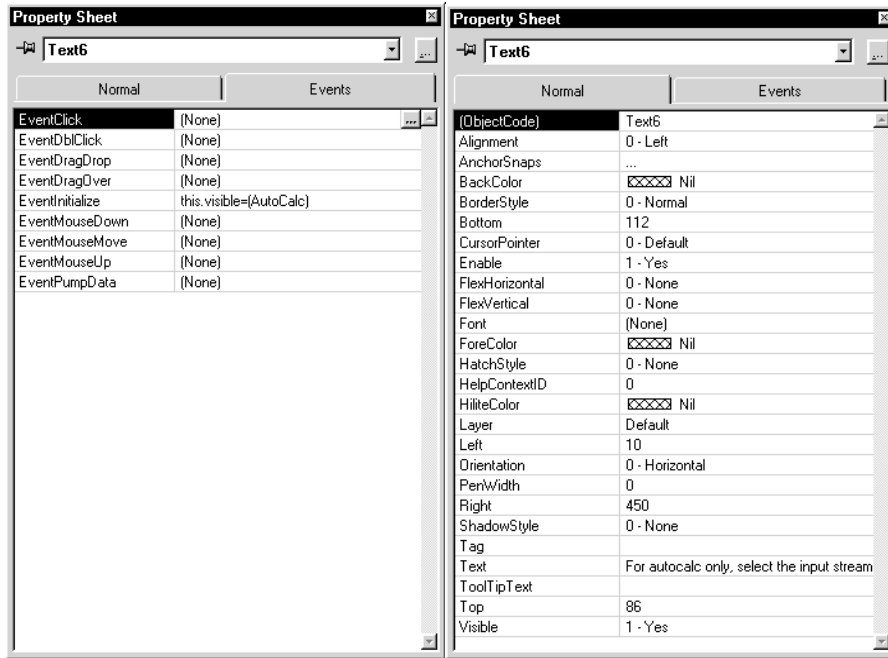 Property Sheet
Text6
...
Normal Events
EventClick (None) ...
EventDblClick (None)
EventDragDrop (None)
EventDragOver (None)
EventInitialize this.visible=(AutoCalc)
EventMouseDown (None)
EventMouseMove (None)
EventMouseUp (None)
EventPumpData (None)
Property Sheet
Text6
...
Normal Events
(ObjectCode) Text6
Alignment 0 - Left
AnchorSnaps ...
BackColor Nil
BorderStyle 0 - Normal
Bottom 112
CursorPointer 0 - Default
Enable 1 - Yes
FlexHorizontal 0 - None
FlexVertical 0 - None
Font (None)
ForeColor Nil
HatchStyle 0 - None
HelpContextID 0
HiliteColor Nil
Layer Default
Left 10
Orientation 0 - Horizontal
PenWidth 0
Right 450
ShadowStyle 0 - None
Tag
Text For autocalc only, select the input stream
ToolTipText
Top 86
Visible 1 - Yes